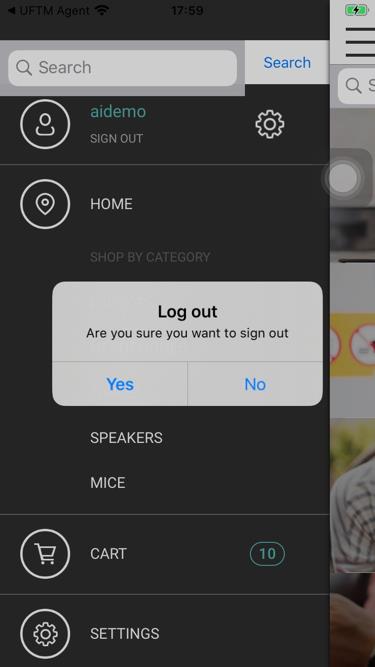 ◀ UFTM Agent 17:59
Search Search
aidemo
SIGN OUT
HOME
SHOP BY CATEGORY
Log out
Are you sure you want to sign out
Yes No
SPEAKERS
MICE
CART 10
SETTINGS